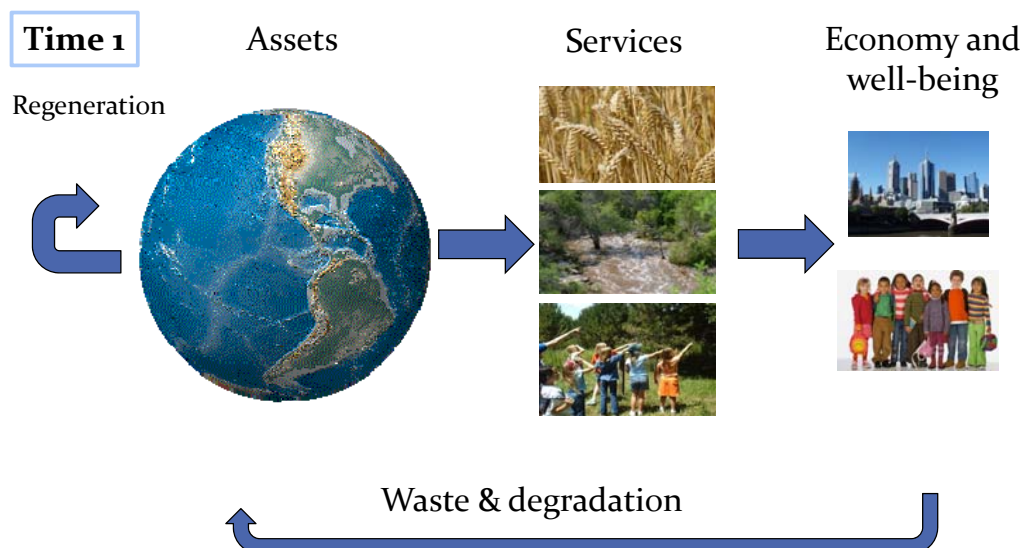 Time 1
Assets
Services
Economy and
well-being
Regeneration
Waste & degradation